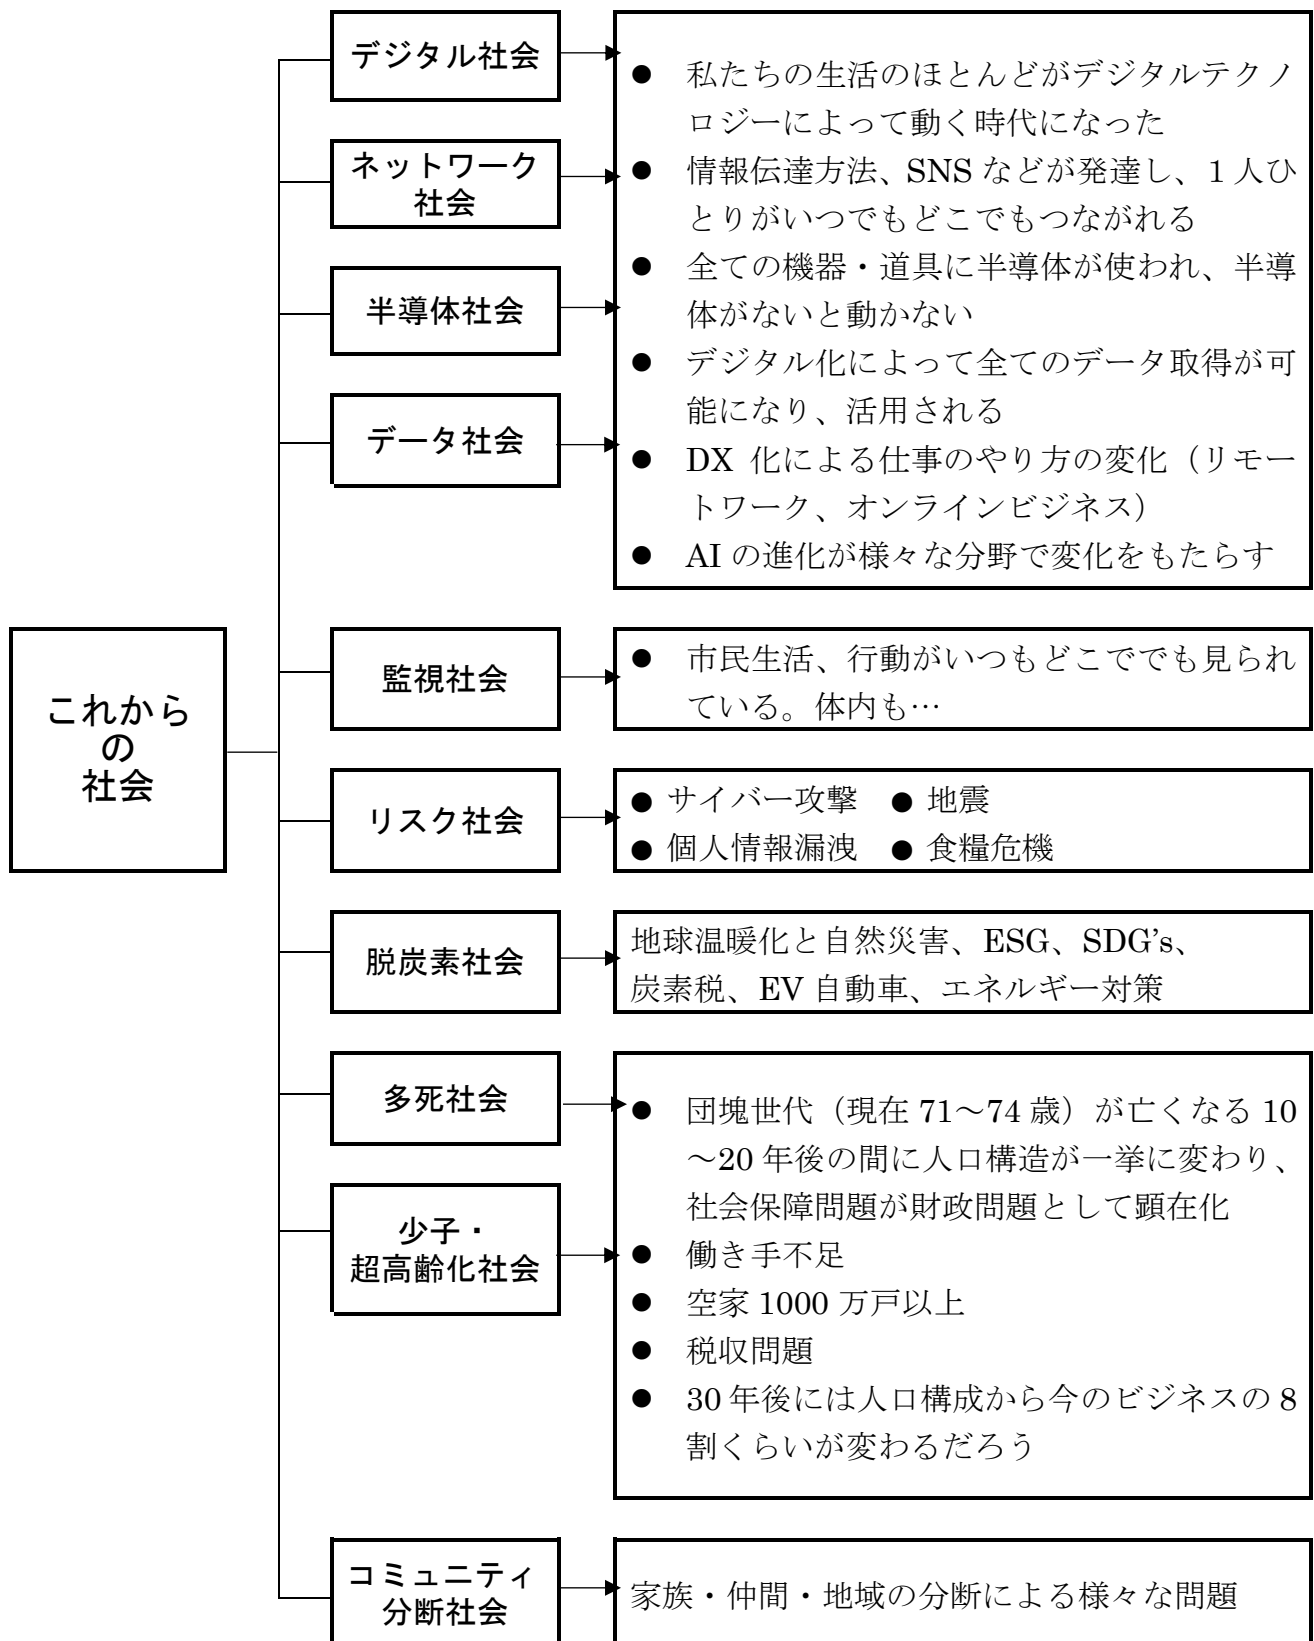 デジタル社会
● 私たちの生活のほとんどがデジタルテクノ
ロジーによって動く時代になった
ネットワーク
社会
● 情報伝達方法、SNS などが発達し、１人ひ
とりがいつでもどこでもつながれる
半導体社会
● 全ての機器・道具に半導体が使われ、半導
体がないと動かない
データ社会
● デジタル化によって全てのデータ取得が可
能になり、活用される
● DX 化による仕事のやり方の変化（リモー
トワーク、オンラインビジネス）
● AI の進化が様々な分野で変化をもたらす
これから
の
社会
監視社会
● 市民生活、行動がいつもどこででも見られ
ている。体内も…
リスク社会
● サイバー攻撃 ● 地震
● 個人情報漏洩 ● 食糧危機
脱炭素社会
地球温暖化と自然災害、ESG、SDG’s、
炭素税、EV 自動車、エネルギー対策
多死社会
● 団塊世代（現在 71～74 歳）が亡くなる 10
～20 年後の間に人口構造が一挙に変わり、
社会保障問題が財政問題として顕在化
少子・
超高齢化社会
● 働き手不足
● 空家 1000 万戸以上
● 税収問題
● 30 年後には人口構成から今のビジネスの 8
割くらいが変わるだろう
コミュニティ
分断社会
家族・仲間・地域の分断による様々な問題